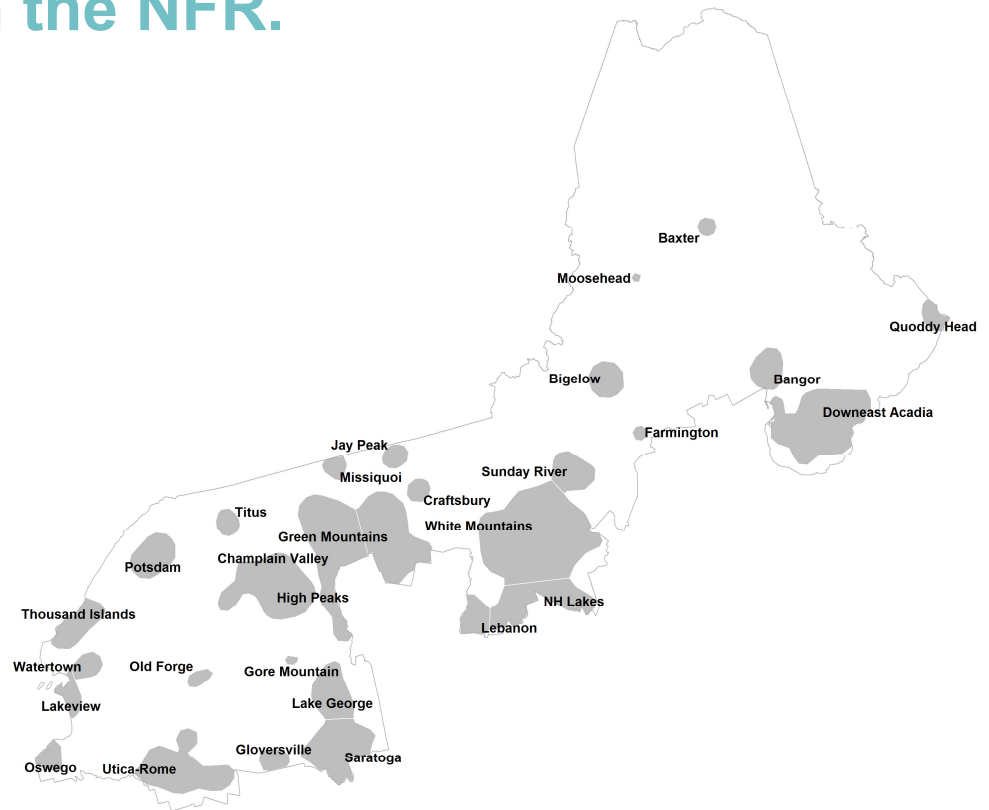 the NFR.
Baxter
Moosehead
Quoddy Head
Bigelow
Bangor
Downeast Acadia
Farmington
Jay Peak
Sunday River
Missiquoi
Craftsbury
Titus
White Mountains
Green Mountains
Champlain Valley
Potsdam
High Peaks
NH Lakes
Thousand Islands
Lebanon
Watertown
Old Forge
Gore Mountain
Lakeview
Lake George
Gloversville
Saratoga
Oswego
Utica-Rome